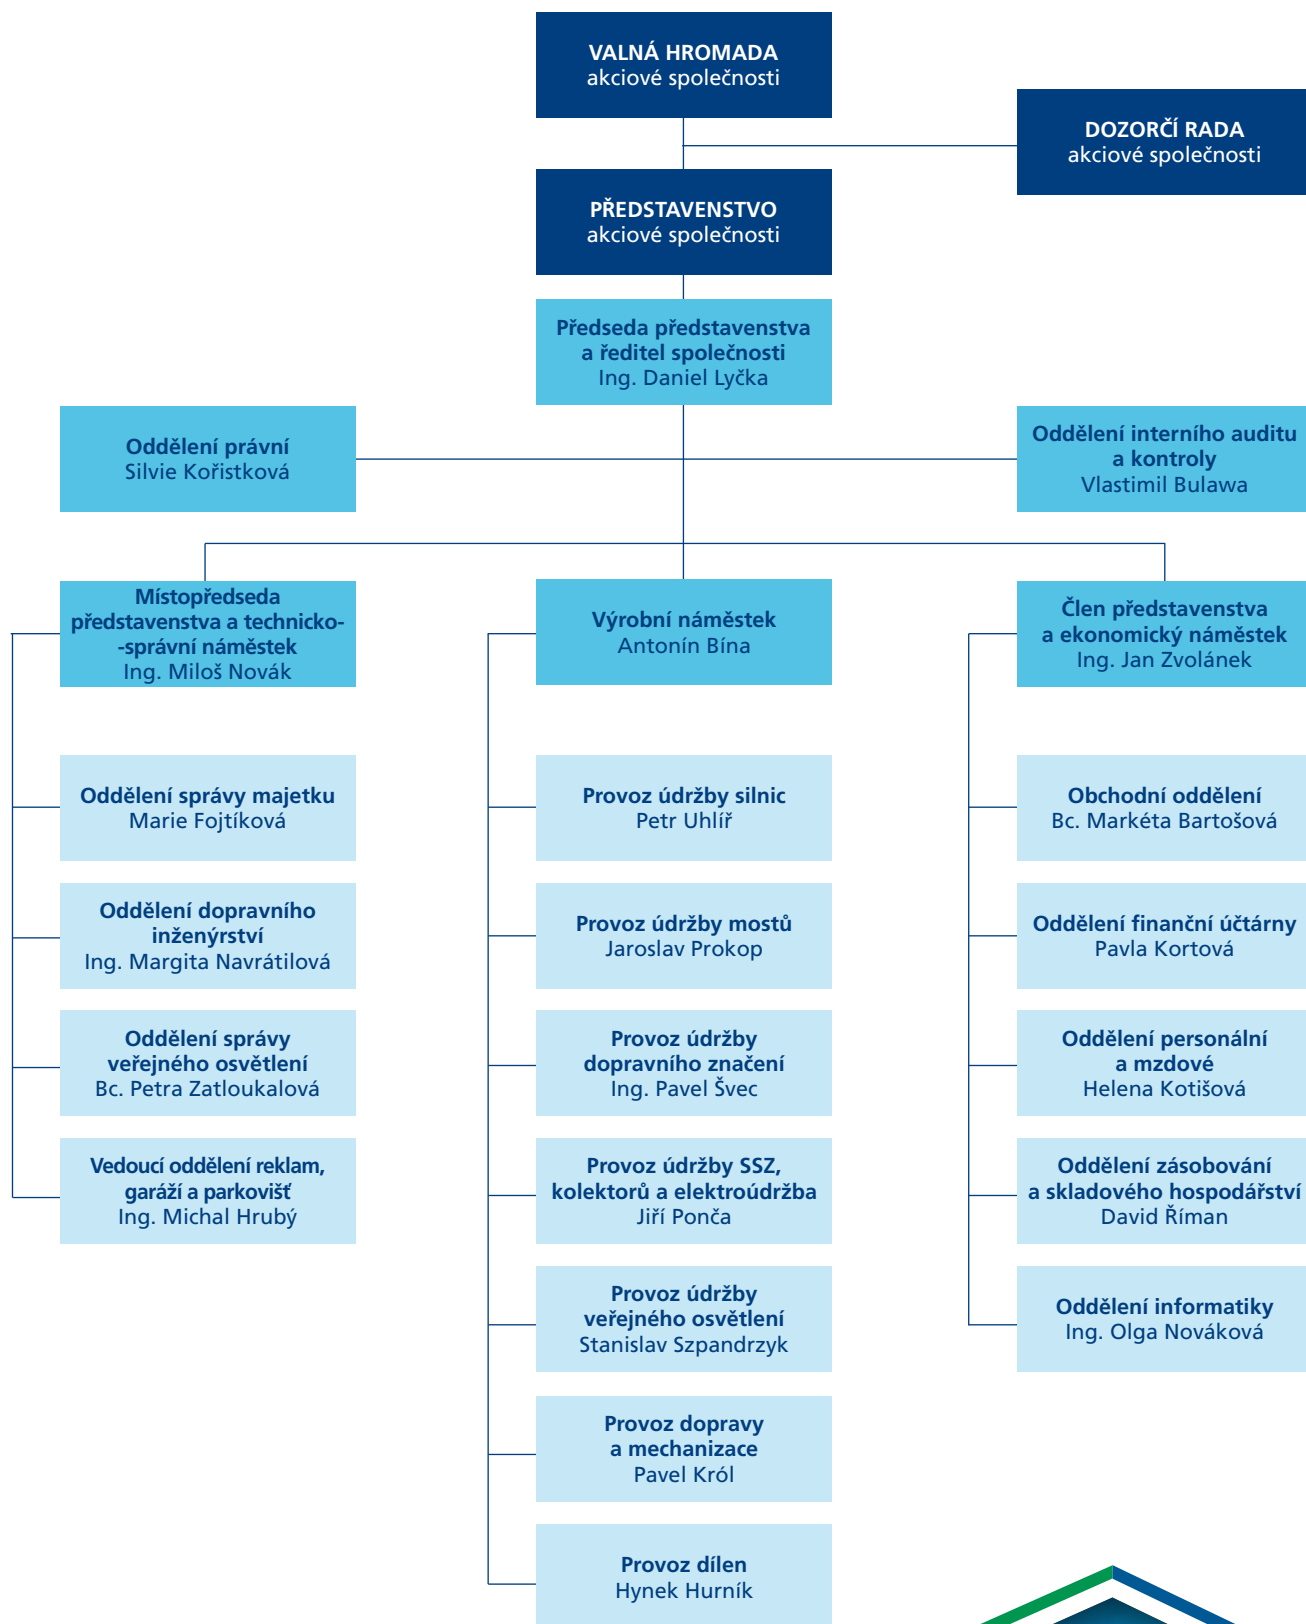 VALNÁ HROMADA
akciové společnosti
DOZORČÍ RADA
akciové společnosti
PŘEDSTAVENSTVO
akciové společnosti
Předseda představenstva
a ředitel společnosti
Ing. Daniel Lyčka
Oddělení právní
Silvie Kořistková
Oddělení interního auditu
a kontroly
Vlastimil Bulawa
Místopředseda
představenstva a technicko-
-správní náměstek
Ing. Miloš Novák
Oddělení správy majetku
Marie Fojtíková
Oddělení dopravního
inženýrství
Ing. Margita Navrátilová
Oddělení správy
veřejného osvětlení
Bc. Petra Zatloukalová
Vedoucí oddělení reklam,
garáží a parkovišť
Ing. Michal Hrubý
Výrobní náměstek
Antonín Bína
Provoz údržby silnic
Petr Uhlíř
Provoz údržby mostů
Jaroslav Prokop
Provoz údržby
dopravního značení
Ing. Pavel Švec
Provoz údržby SSZ,
kolektorů a elektroúdržba
Jiří Ponča
Provoz údržby
veřejného osvětlení
Stanislav Szpandrzyk
Provoz dopravy
a mechanizace
Pavel Król
Provoz dílen
Hynek Hurník
Člen představenstva
a ekonomický náměstek
Ing. Jan Zvolánek
Obchodní oddělení
Bc. Markéta Bartošová
Oddělení finanční účtárny
Pavla Kortová
Oddělení personální
a mzdové
Helena Kotišová
Oddělení zásobování
a skladového hospodářství
David Říman
Oddělení informatiky
Ing. Olga Nováková